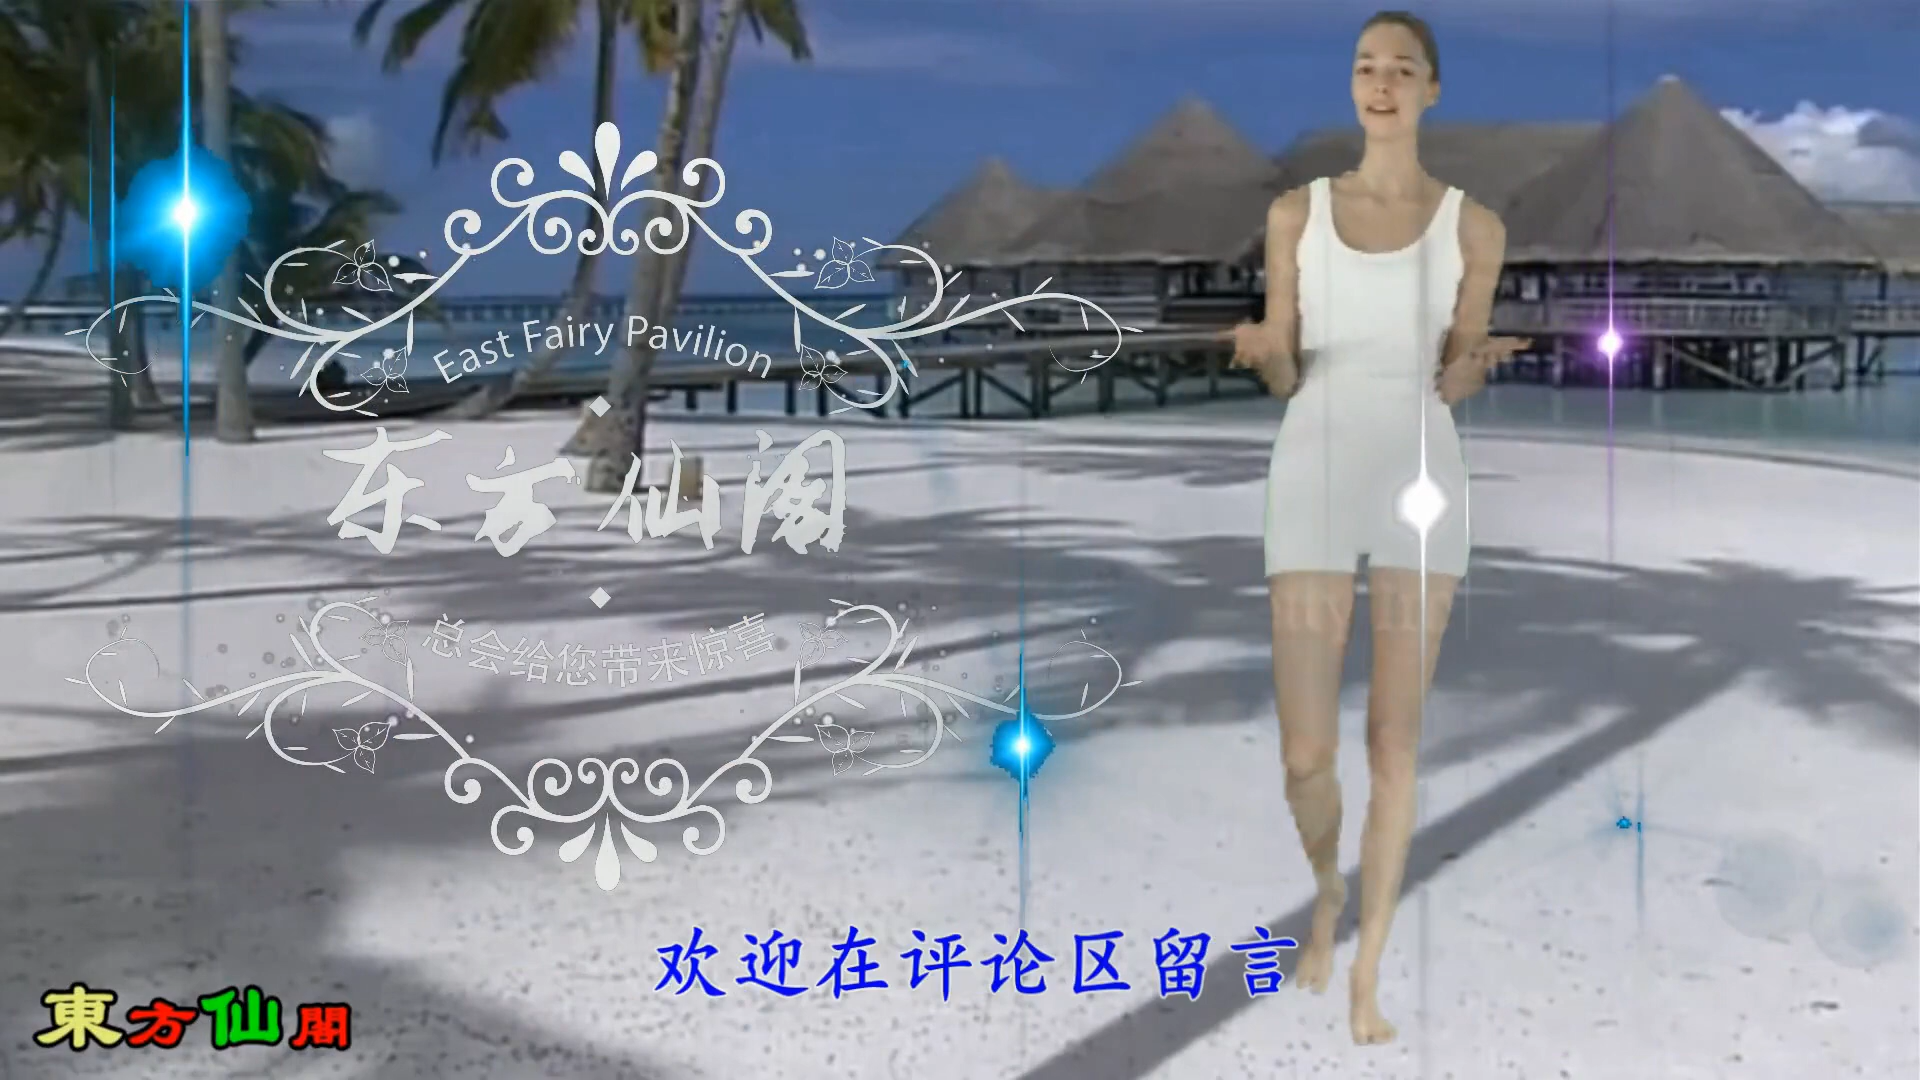 East Fairy Pavilion
东方仙阁
总会给您带来惊喜
欢迎在评论区留言
東方仙閣